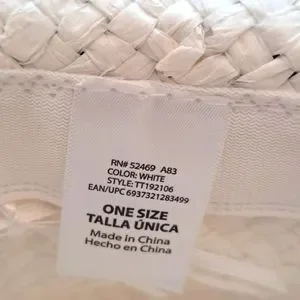 RN# 52469 A83
COLOR: WHITE
STYLE: TT192106
EAN/UPC 6937321283499
ONE SIZE
TALLA ÚNICA
Made in China
Hecho en China